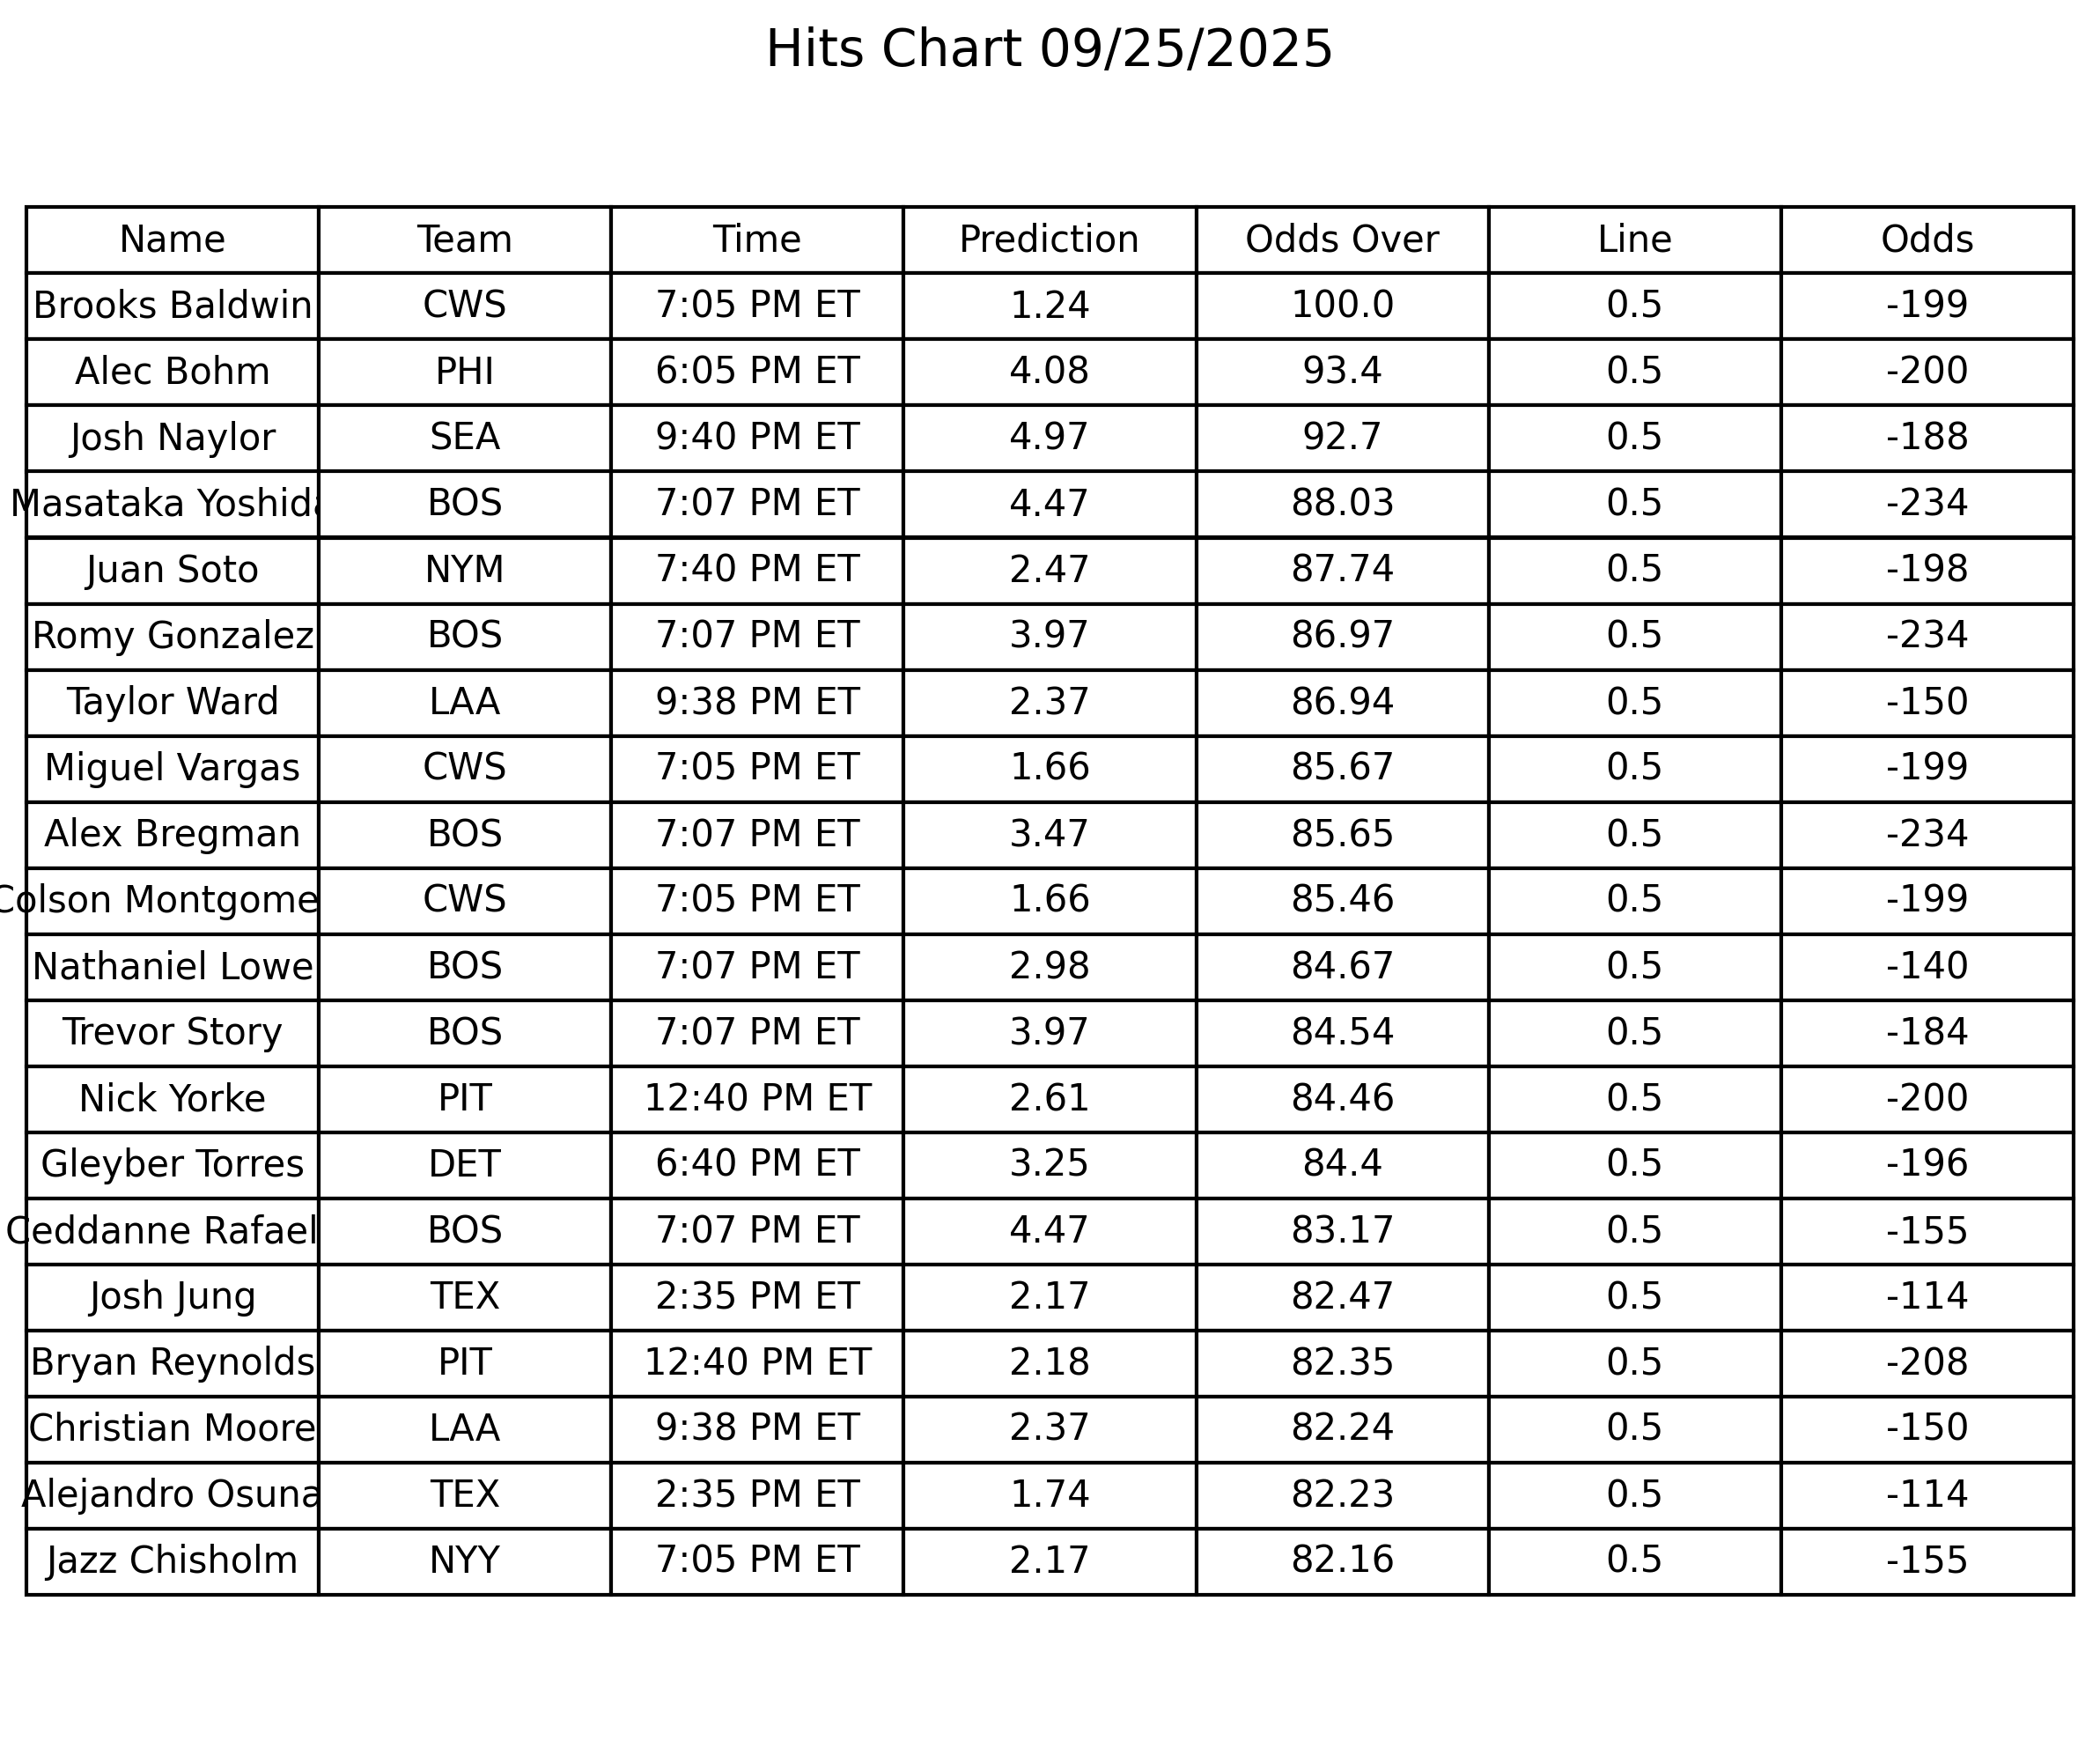 Hits Chart 09/25/2025
Name Team Time Prediction Odds Over Line Odds
Brooks Baldwin CWS 7:05 PM ET 1.24 100.0 0.5 -199
Alec Bohm PHI 6:05 PM ET 4.08 93.4 0.5 -200
Josh Naylor SEA 9:40 PM ET 4.97 92.7 0.5 -188
Masataka Yoshida BOS 7:07 PM ET 4.47 88.03 0.5 -234
Juan Soto NYM 7:40 PM ET 2.47 87.74 0.5 -198
Romy Gonzalez BOS 7:07 PM ET 3.97 86.97 0.5 -234
Taylor Ward LAA 9:38 PM ET 2.37 86.94 0.5 -150
Miguel Vargas CWS 7:05 PM ET 1.66 85.67 0.5 -199
Alex Bregman BOS 7:07 PM ET 3.47 85.65 0.5 -234
Colson Montgome CWS 7:05 PM ET 1.66 85.46 0.5 -199
Nathaniel Lowe BOS 7:07 PM ET 2.98 84.67 0.5 -140
Trevor Story BOS 7:07 PM ET 3.97 84.54 0.5 -184
Nick Yorke PIT 12:40 PM ET 2.61 84.46 0.5 -200
Gleyber Torres DET 6:40 PM ET 3.25 84.4 0.5 -196
Ceddanne Rafael BOS 7:07 PM ET 4.47 83.17 0.5 -155
Josh Jung TEX 2:35 PM ET 2.17 82.47 0.5 -114
Bryan Reynolds PIT 12:40 PM ET 2.18 82.35 0.5 -208
Christian Moore LAA 9:38 PM ET 2.37 82.24 0.5 -150
Alejandro Osuna TEX 2:35 PM ET 1.74 82.23 0.5 -114
Jazz Chisholm NYY 7:05 PM ET 2.17 82.16 0.5 -155